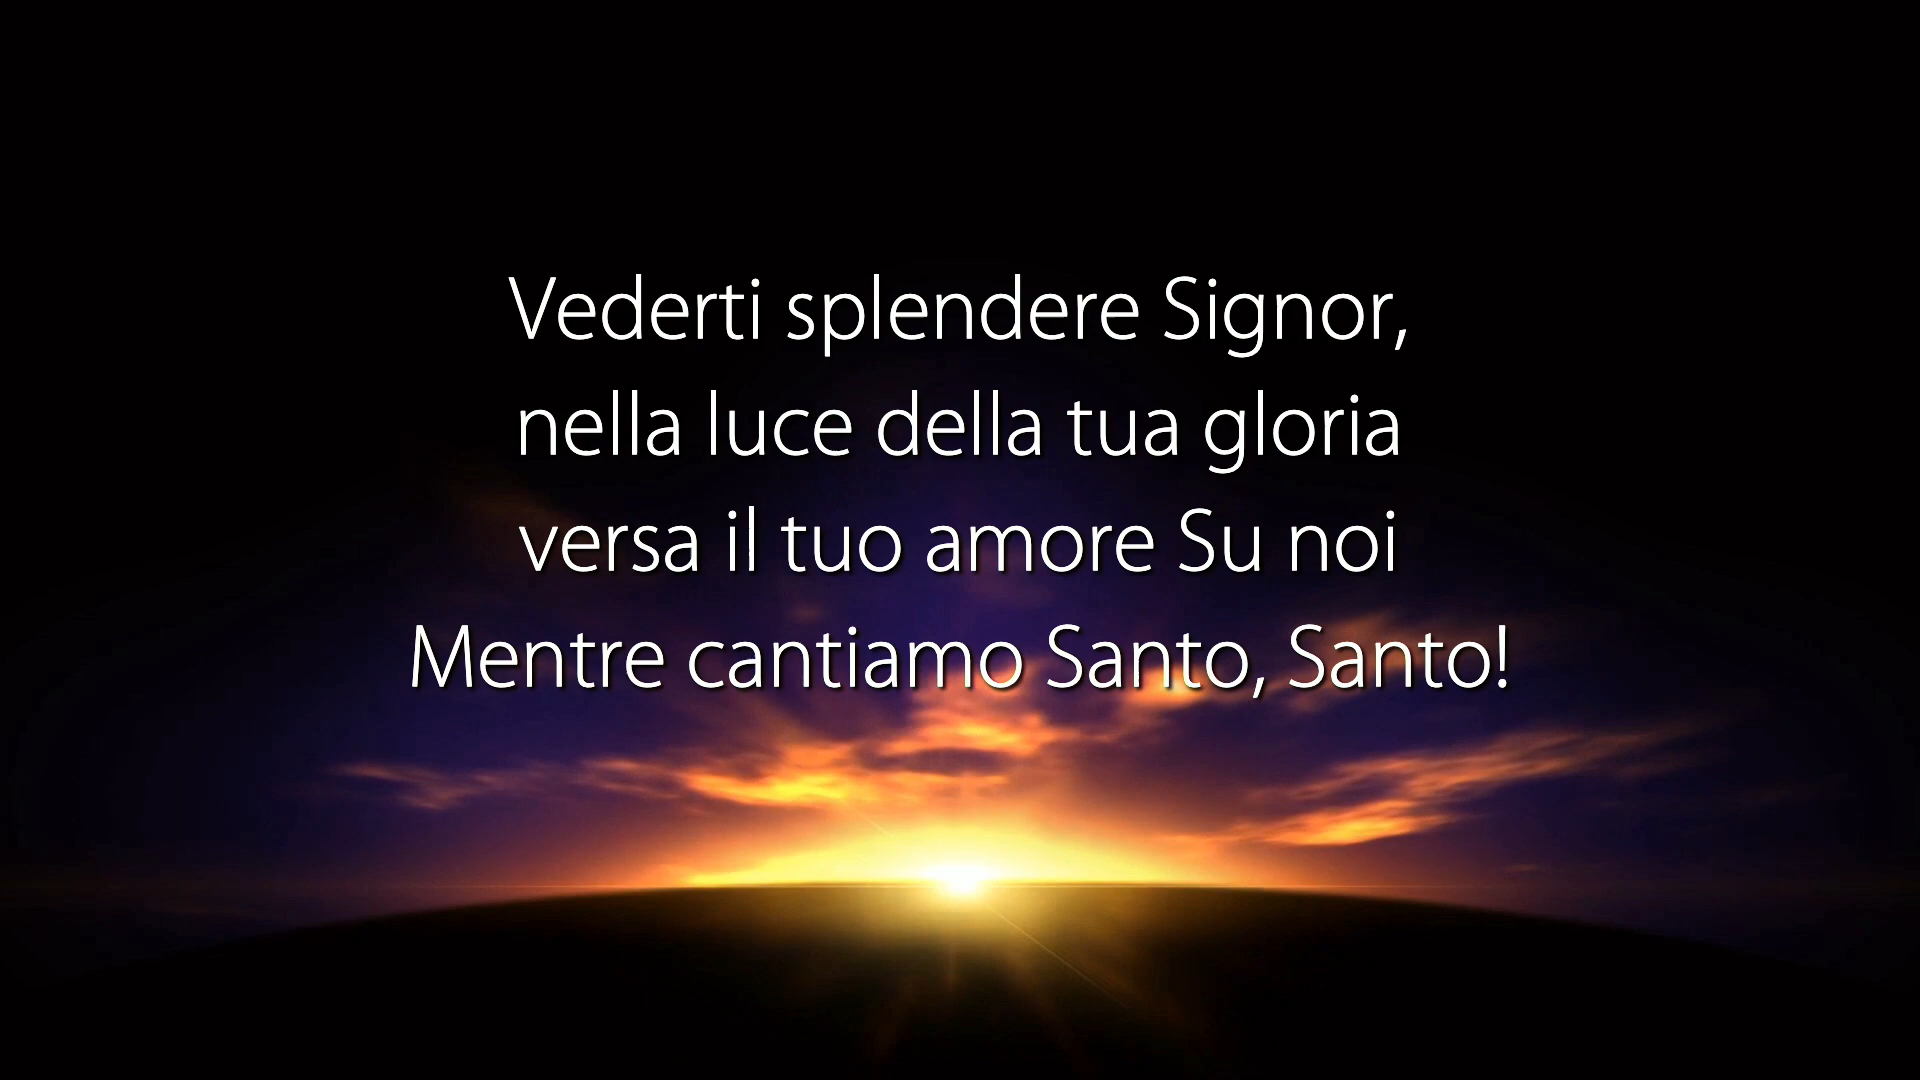 Vederti splendere Signor,
nella luce della tua gloria
versa il tuo amore Su noi
Mentre cantiamo Santo, Santo!